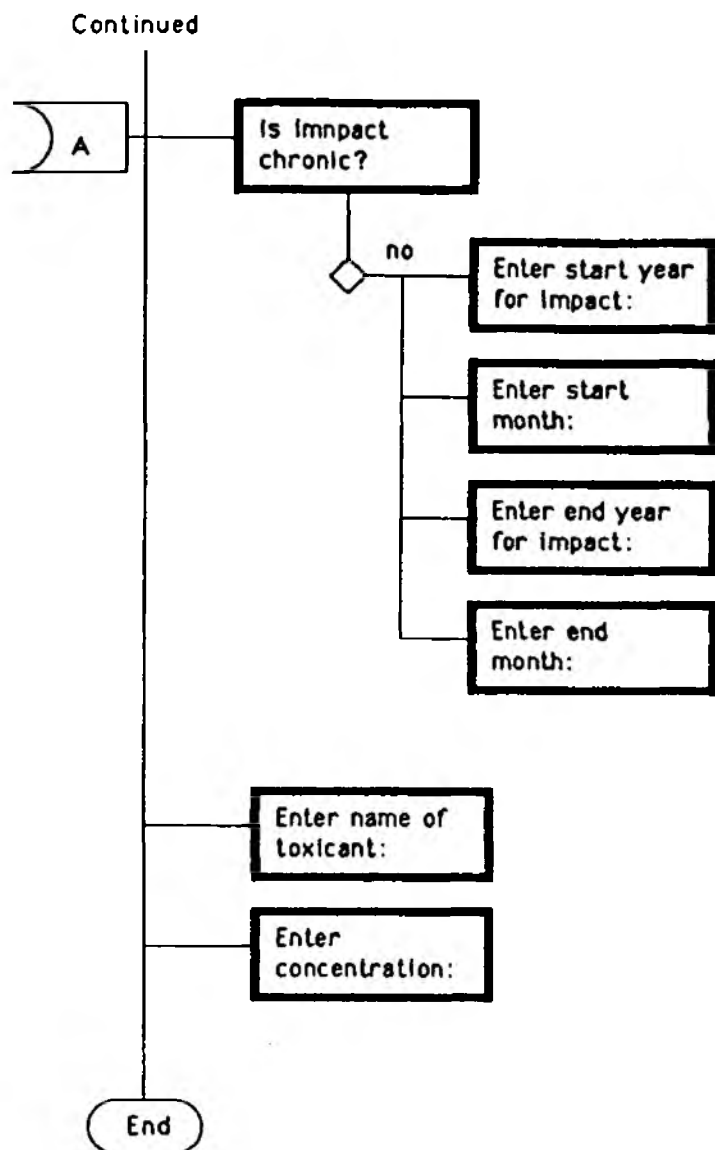 Continued
A
Is Imnpact
chronic?
no
Enter start year
for Impact:
Enter start
month:
Enter end year
for impact:
Enter end
month:
Enter name of
toxicant:
Enter
concentration:
End